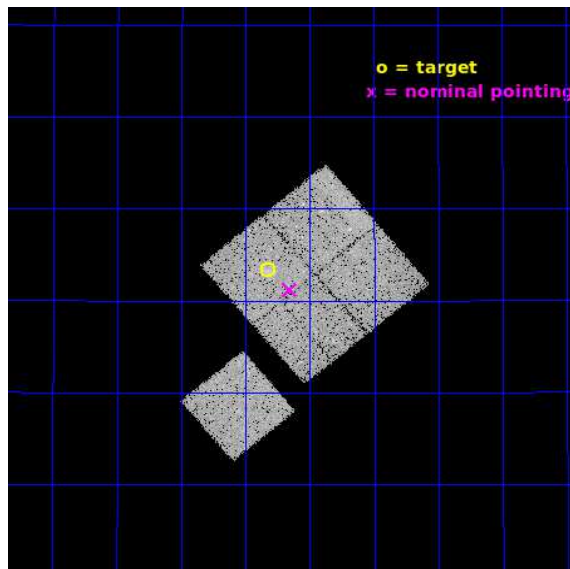 o = target
x = nominal pointing